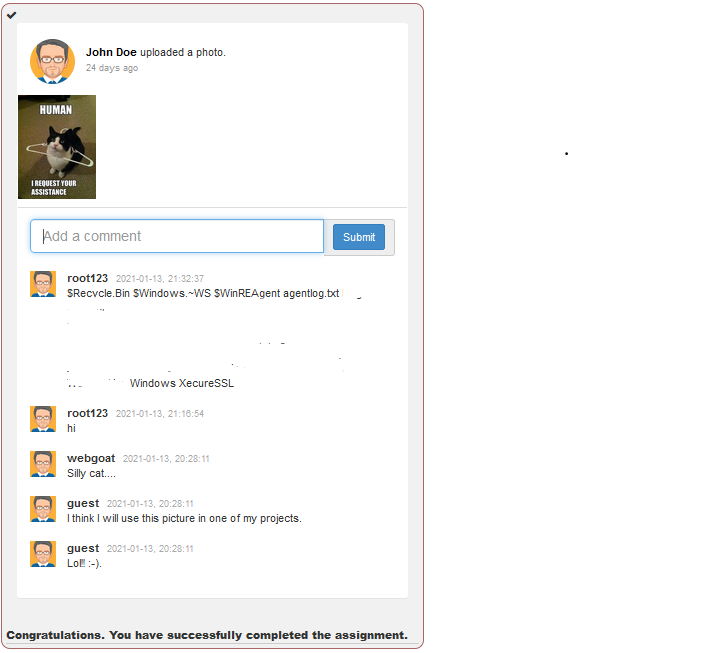 John Doe uploaded a photo.
24 days ago
HUMAN
I REQUEST YOUR
ASSISTANCE
Add a comment
Submit
root123 2021-01-13, 21:32:37
$Recycle.Bin $Windows.~WS $WinREAgent agentlog.txt
Windows XecureSSL
root123 2021-01-13, 21:16:54
hi
webgoat 2021-01-13, 20:28:11
Silly cat....
guest 2021-01-13, 20:28:11
I think I will use this picture in one of my projects.
guest 2021-01-13, 20:28:11
Lol!! :-).
Congratulations. You have successfully completed the assignment.